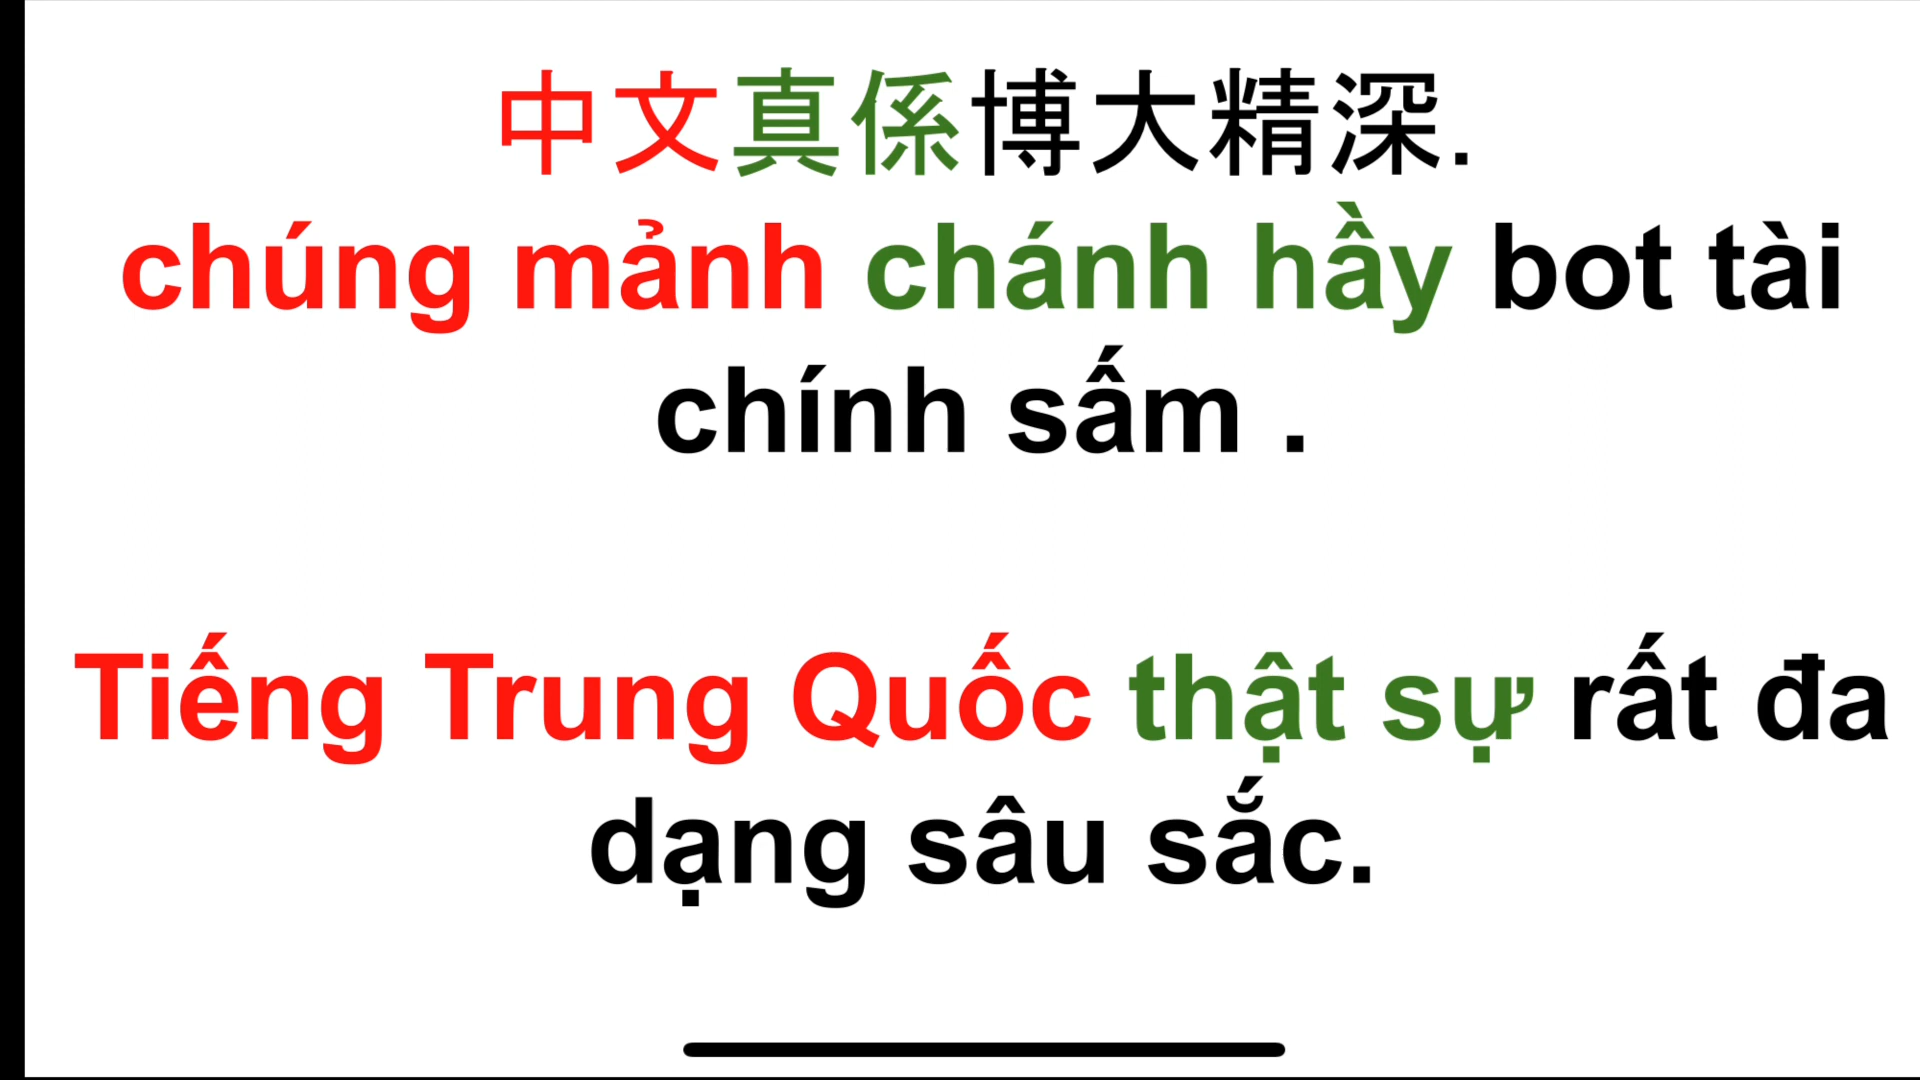 中文真係博大精深.
chúng mảnh chánh hầy bot tài
chính sấm .
Tiếng Trung Quốc thật sự rất đa
dạng sâu sắc.